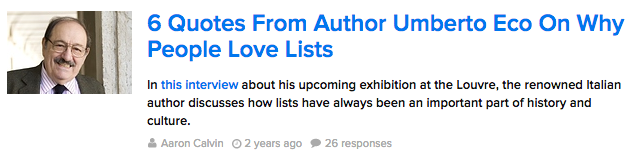 6 Quotes From Author Umberto Eco On Why
People Love Lists
In this interview about his upcoming exhibition at the Louvre, the renowned Italian
author discusses how lists have always been an important part of history and
culture.
Aaron Calvin 2 years ago 26 responses